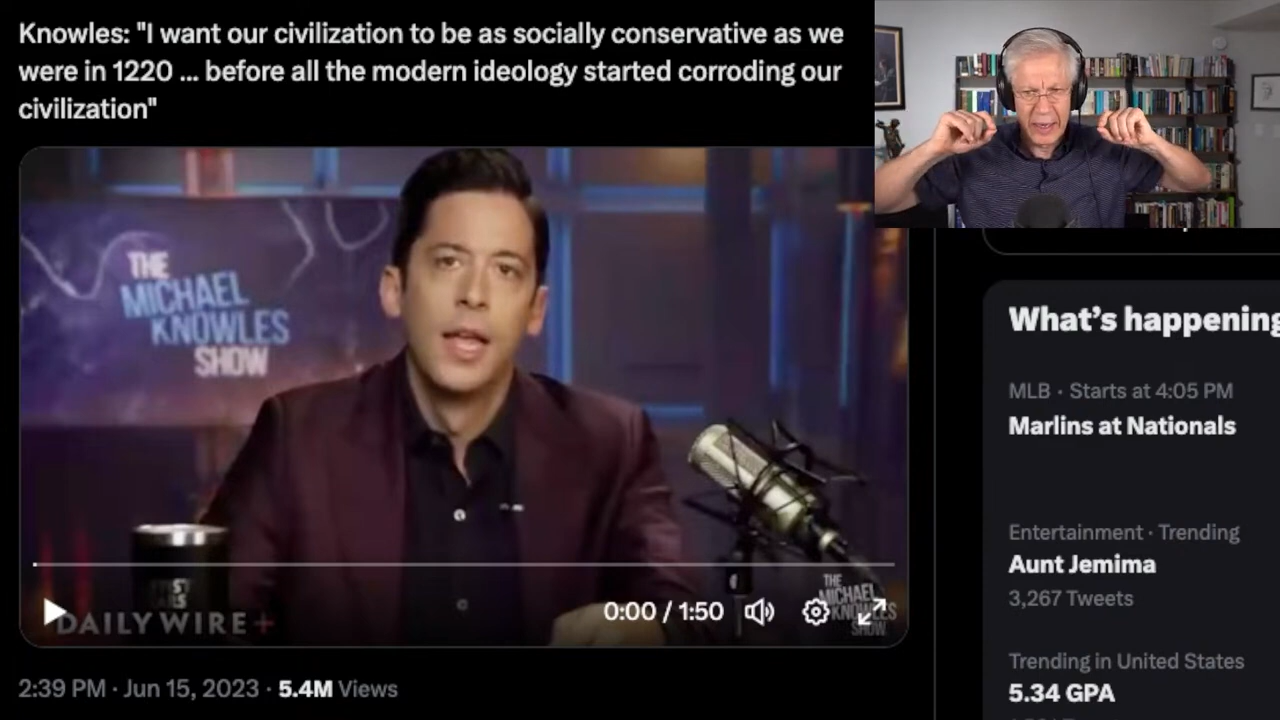 Knowles: "I want our civilization to be as socially conservative as we
were in 1220 ... before all the modern ideology started corroding our
civilization"
THE
MICHAEL
KNOWLES
SHOW
DAILYWIRE+
0:00 / 1:50
THE
MICHAEL
KNOWLES
SHOW
2:39 PM · Jun 15, 2023 · 5.4M Views
What's happening
MLB · Starts at 4:05 PM
Marlins at Nationals
Entertainment · Trending
Aunt Jemima
3,267 Tweets
Trending in United States
5.34 GPA